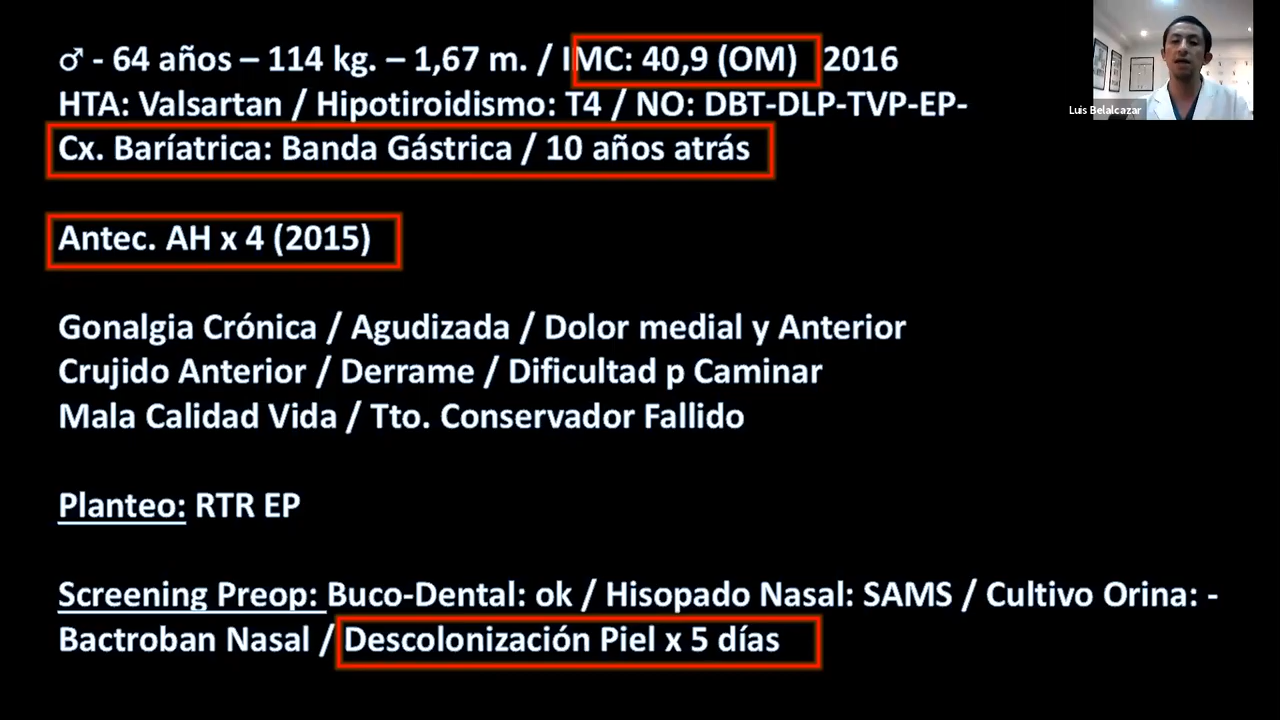 ♂ - 64 años – 114 kg. – 1,67 m. / IMC: 40,9 (OM) 2016
HTA: Valsartan / Hipotiroidismo: T4 / NO: DBT-DLP-TVP-EP-
Cx. Baríatrica: Banda Gástrica / 10 años atrás
Antec. AH x 4 (2015)
Gonalgia Crónica / Agudizada / Dolor medial y Anterior
Crujido Anterior / Derrame / Dificultad p Caminar
Mala Calidad Vida / Tto. Conservador Fallido
Planteo: RTR EP
Screening Preop: Buco-Dental: ok / Hisopado Nasal: SAMS / Cultivo Orina: -
Bactroban Nasal / Descolonización Piel x 5 días
Luis Belalcazar